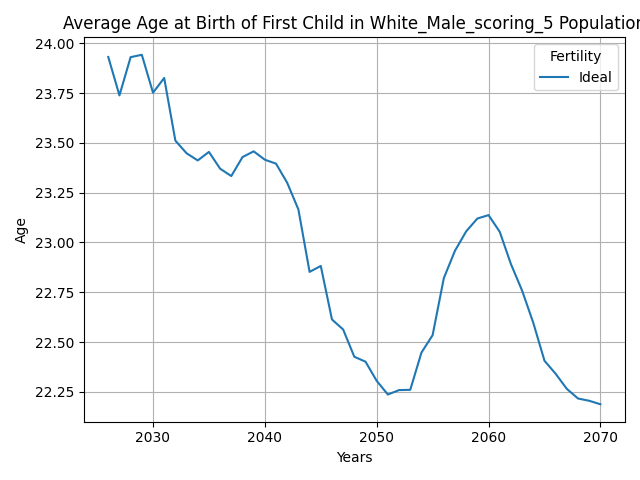 Average Age at Birth of First Child in White_Male_scoring_5 Population
24.00
23.75
23.50
23.25
23.00
22.75
22.50
22.25
Age
Fertility
Ideal
2030 2040 2050 2060 2070
Years